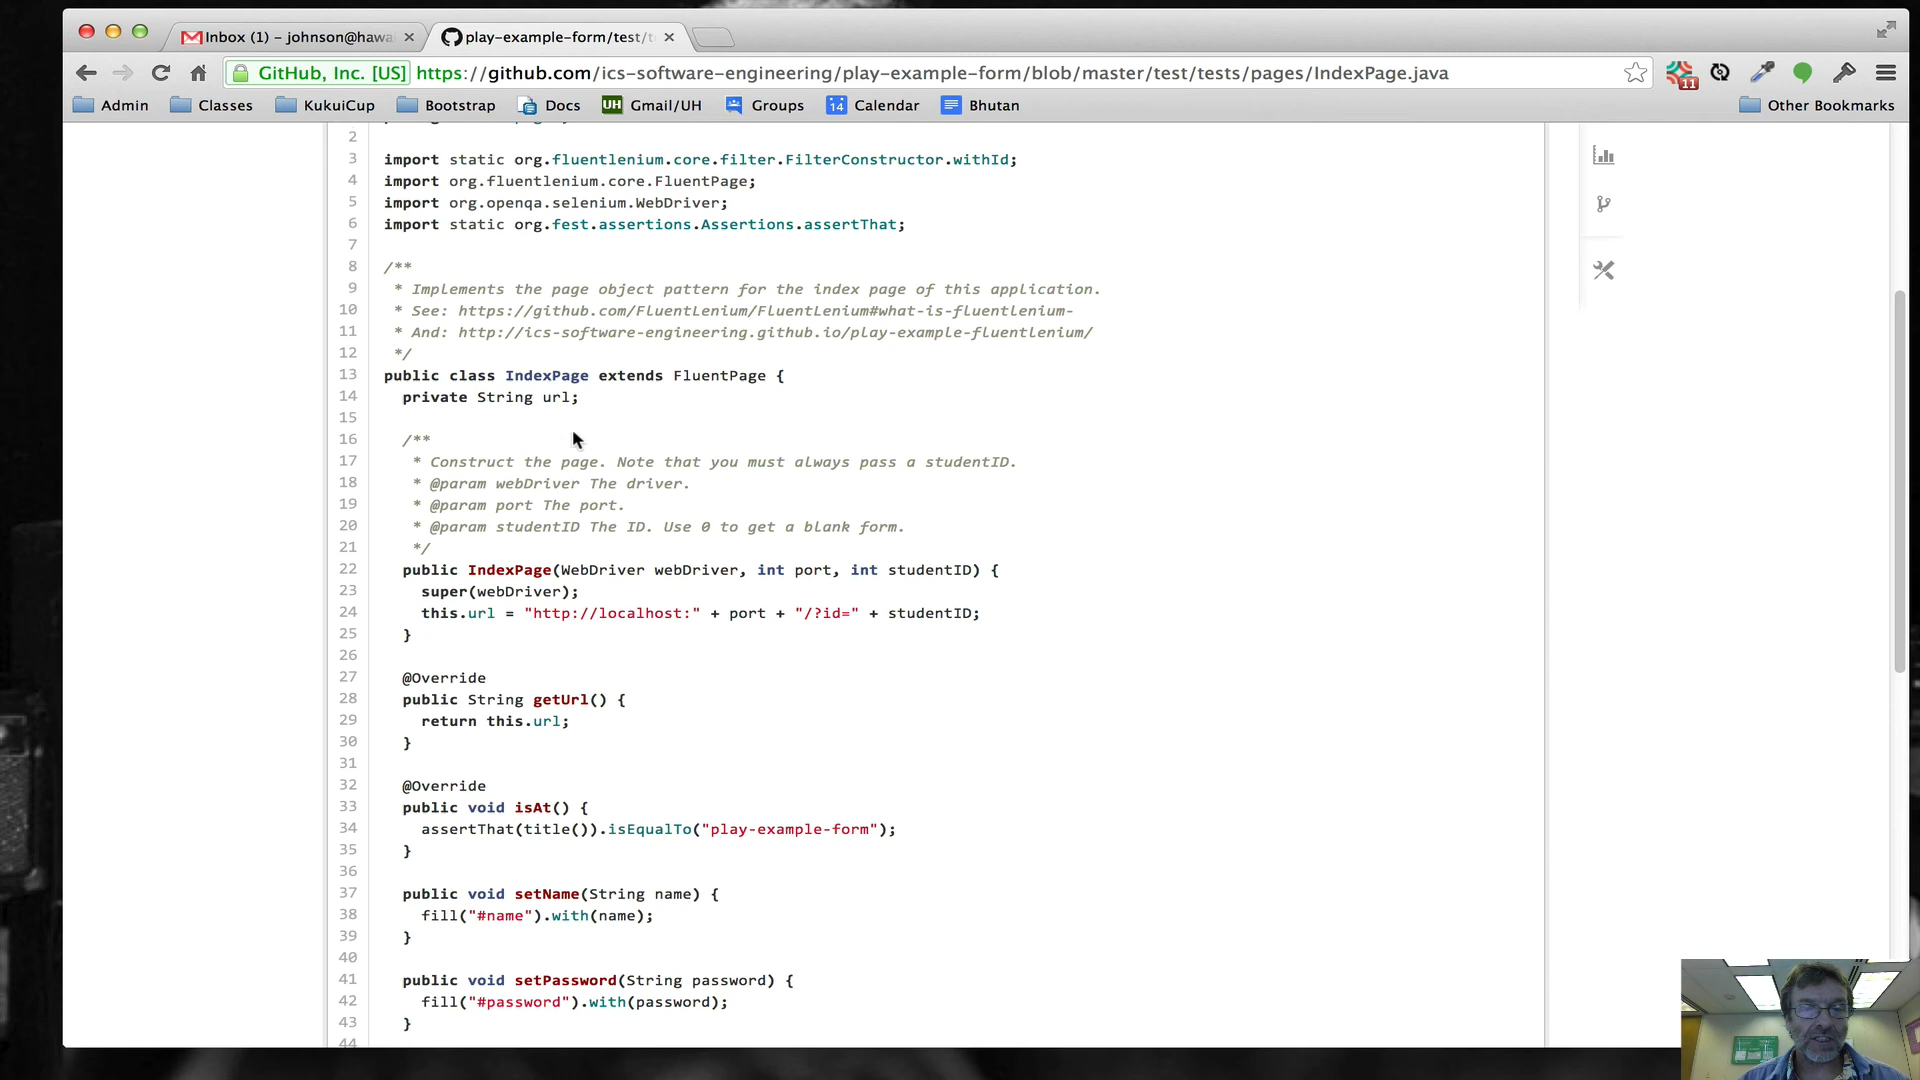 Inbox (1) – johnson@hawai
play-example-form/test/t
GitHub, Inc. [US] https://github.com/ics-software-engineering/play-example-form/blob/master/test/tests/pages/IndexPage.java
11
Admin Classes KukuiCup Bootstrap Docs UH Gmail/UH Groups 14 Calendar Bhutan Other Bookmarks
2
3 import static org.fluentlenium.core.filter.FilterConstructor.withId;
4 import org.fluentlenium.core.FluentPage;
5 import org.openqa.selenium.WebDriver;
6 import static org.fest.assertions.Assertions.assertThat;
7
8 /**
9 * Implements the page object pattern for the index page of this application.
10 * See: https://github.com/FluentLenium/FluentLenium#what-is-fluentlenium-
11 * And: http://ics-software-engineering.github.io/play-example-fluentlenium/
12 */
13 public class IndexPage extends FluentPage {
14 private String url;
15
16 /**
17 * Construct the page. Note that you must always pass a studentID.
18 * @param webDriver The driver.
19 * @param port The port.
20 * @param studentID The ID. Use 0 to get a blank form.
21 */
22 public IndexPage(WebDriver webDriver, int port, int studentID) {
23 super(webDriver);
24 this.url = "http://localhost:" + port + "/?id=" + studentID;
25 }
26
27 @Override
28 public String getUrl() {
29 return this.url;
30 }
31
32 @Override
33 public void isAt() {
34 assertThat(title()).isEqualTo("play-example-form");
35 }
36
37 public void setName(String name) {
38 fill("#name").with(name);
39 }
40
41 public void setPassword(String password) {
42 fill("#password").with(password);
43 }
44